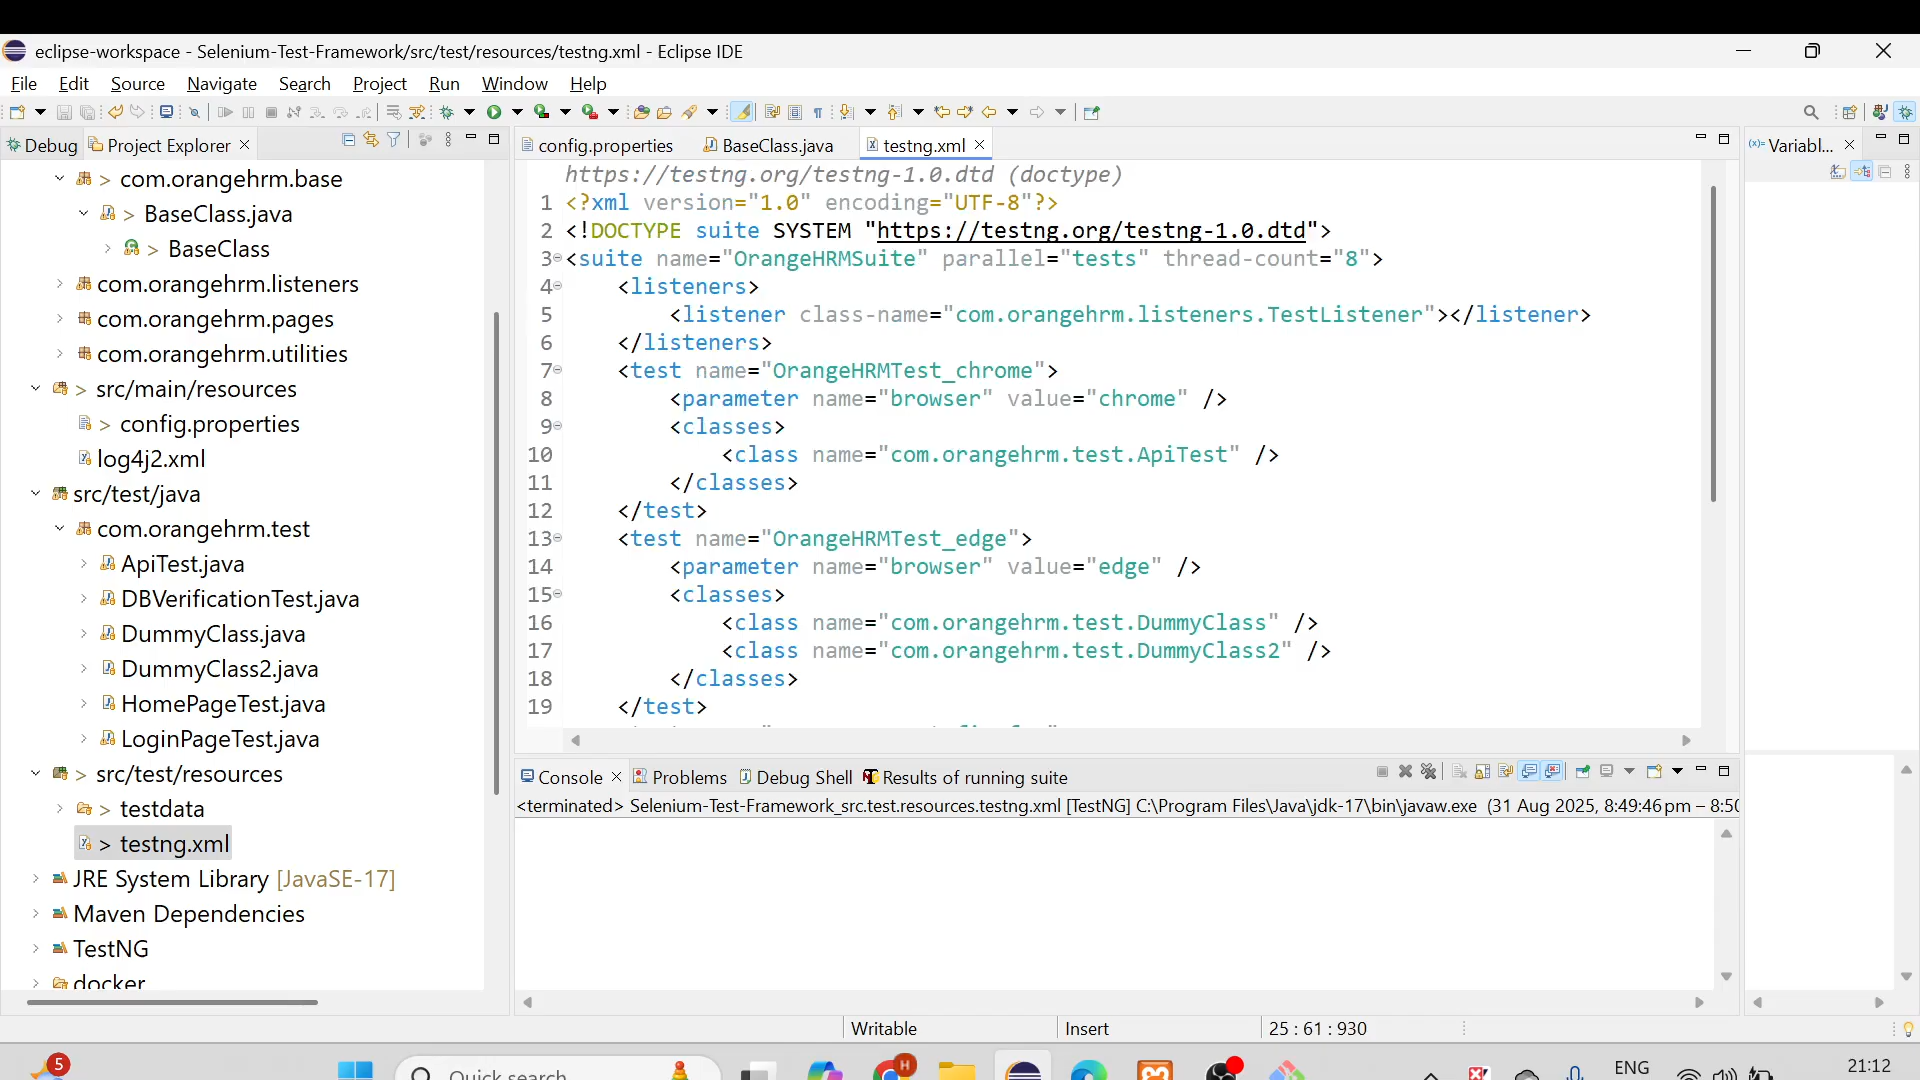 eclipse-workspace - Selenium-Test-Framework/src/test/resources/testng.xml - Eclipse IDE
File Edit Source Navigate Search Project Run Window Help
Debug Project Explorer
config.properties BaseClass.java testng.xml
Variabl...
> com.orangehrm.base
> BaseClass.java
> BaseClass
com.orangehrm.listeners
com.orangehrm.pages
com.orangehrm.utilities
> src/main/resources
> config.properties
log4j2.xml
src/test/java
com.orangehrm.test
ApiTest.java
DBVerificationTest.java
DummyClass.java
DummyClass2.java
HomePageTest.java
LoginPageTest.java
> src/test/resources
> testdata
> testng.xml
JRE System Library [JavaSE-17]
Maven Dependencies
TestNG
docker
https://testng.org/testng-1.0.dtd (doctype)
1 <?xml version="1.0" encoding="UTF-8"?>
2 <!DOCTYPE suite SYSTEM "https://testng.org/testng-1.0.dtd">
3 <suite name="OrangeHRMSuite" parallel="tests" thread-count="8">
4 <listeners>
5 <listener class-name="com.orangehrm.listeners.TestListener"></listener>
6 </listeners>
7 <test name="OrangeHRMTest_chrome">
8 <parameter name="browser" value="chrome" />
9 <classes>
10 <class name="com.orangehrm.test.ApiTest" />
11 </classes>
12 </test>
13 <test name="OrangeHRMTest_edge">
14 <parameter name="browser" value="edge" />
15 <classes>
16 <class name="com.orangehrm.test.DummyClass" />
17 <class name="com.orangehrm.test.DummyClass2" />
18 </classes>
19 </test>
Console Problems Debug Shell Results of running suite
<terminated> Selenium-Test-Framework_src.test.resources.testng.xml [TestNG] C:\Program Files\Java\jdk-17\bin\javaw.exe (31 Aug 2025, 8:49:46 pm – 8:50
Writable Insert 25 : 61 : 930
5
Quick search
H
ENG
21:12